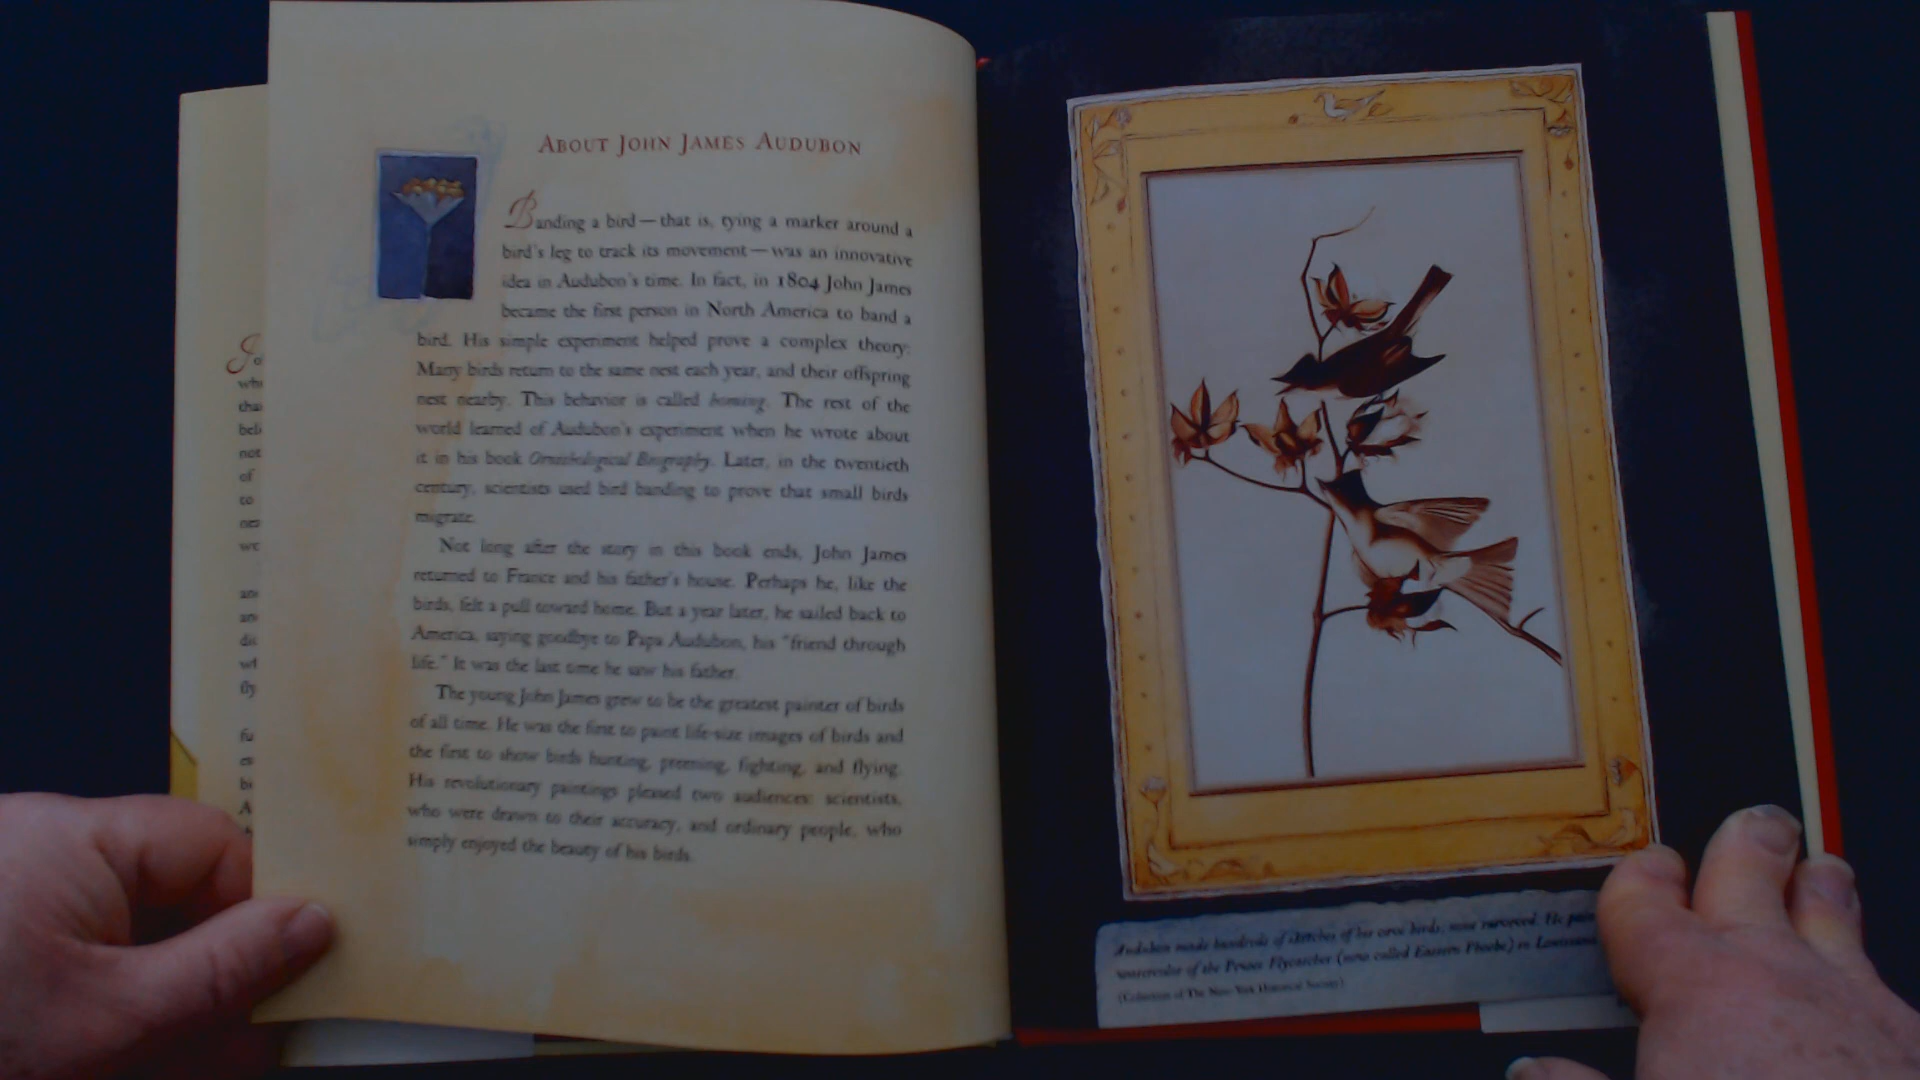 ABOUT JOHN JAMES AUDUBON
Banding a bird—that is, tying a marker around a
bird's leg to track its movement—was an innovative
idea in Audubon's time. In fact, in 1804 John James
became the first person in North America to band a
bird. His simple experiment helped prove a complex theory:
Many birds return to the same nest each year, and their offspring
nest nearby. This behavior is called homing. The rest of the
world learned of Audubon's experiment when he wrote about
it in his book Ornithological Biography. Later, in the twentieth
century, scientists used bird banding to prove that small birds
migrate.
Not long after the story in this book ends, John James
returned to France and his father's house. Perhaps he, like the
birds, felt a pull toward home. But a year later, he sailed back to
America, saying goodbye to Papa Audubon, his "friend through
life." It was the last time he saw his father.
The young John James grew to be the greatest painter of birds
of all time. He was the first to paint life-size images of birds and
the first to show birds hunting, preening, fighting, and flying.
His revolutionary paintings pleased two audiences: scientists,
who were drawn to their accuracy, and ordinary people, who
simply enjoyed the beauty of his birds.
Audubon made hundreds of sketches of his birds, He
watercolor of the Pewee Flycatcher (now called Eastern Phoebe) in
(Collection of The New-York Historical Society)